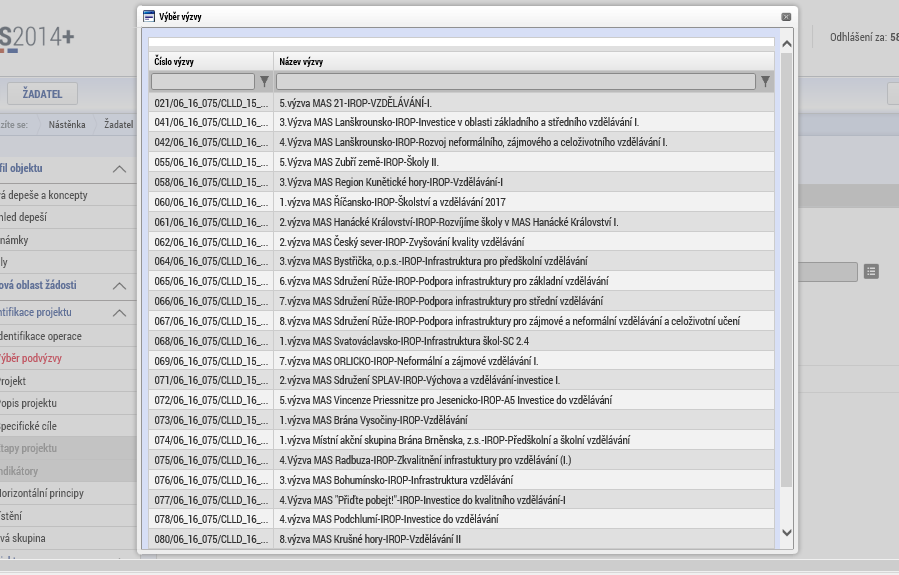 Výběr výzvy
S2014+
Odhlášení za: 58
ŽADATEL
zíte se: Nástěnka Žadatel
fil objektu
á depeše a koncepty
hled depeší
námky
ly
ová oblast žádosti
ntifikace projektu
dentifikace operace
ýběr podvýzvy
rojekt
opis projektu
pecifické cíle
tapy projektu
ndikátory
orizontální principy
ístění
vá skupina
Číslo výzvy Název výzvy
021/06_16_075/CLLD_15_... 5.výzva MAS 21-IROP-VZDĚLÁVÁNÍ-I.
041/06_16_075/CLLD_16_... 3.Výzva MAS Lanškrounsko-IROP-Investice v oblasti základního a středního vzdělávání I.
042/06_16_075/CLLD_16_... 4.Výzva MAS Lanškrounsko-IROP-Rozvoj neformálního, zájmového a celoživotního vzdělávání I.
055/06_16_075/CLLD_15_... 5.Výzva MAS Zubří země-IROP-Školy II.
058/06_16_075/CLLD_15_... 3.Výzva MAS Region Kunětické hory-IROP-Vzdělávání-I
060/06_16_075/CLLD_16_... 1.výzva MAS Říčansko-IROP-Školství a vzdělávání 2017
061/06_16_075/CLLD_16_... 2.výzva MAS Hanácké Království-IROP-Rozvíjíme školy v MAS Hanácké Království I.
062/06_16_075/CLLD_16_... 2.výzva MAS Český sever-IROP-Zvyšování kvality vzdělávání
064/06_16_075/CLLD_16_... 3.výzva MAS Bystřička, o.p.s.-IROP-Infrastruktura pro předškolní vzdělávání
065/06_16_075/CLLD_15_... 6.výzva MAS Sdružení Růže-IROP-Podpora infrastruktury pro základní vzdělávání
066/06_16_075/CLLD_15_... 7.výzva MAS Sdružení Růže-IROP-Podpora infrastruktury pro střední vzdělávání
067/06_16_075/CLLD_15_... 8.výzva MAS Sdružení Růže-IROP-Podpora infrastruktury pro zájmové a neformální vzdělávání a celoživotní učení
068/06_16_075/CLLD_16_... 1.výzva MAS Svatováclavsko-IROP-Infrastruktura škol-SC 2.4
069/06_16_075/CLLD_15_... 7.výzva MAS ORLICKO-IROP-Neformální a zájmové vzdělávání I.
071/06_16_075/CLLD_15_... 2.výzva MAS Sdružení SPLAV-IROP-Výchova a vzdělávání-investice I.
072/06_16_075/CLLD_16_... 5.výzva MAS Vincenze Priessnitze pro Jesenicko-IROP-A5 Investice do vzdělávání
073/06_16_075/CLLD_15_... 1.výzva MAS Brána Vysočiny-IROP-Vzdělávání
074/06_16_075/CLLD_16_... 1.výzva Místní akční skupina Brána Brněnska, z.s.-IROP-Předškolní a školní vzdělávání
075/06_16_075/CLLD_16_... 4.Výzva MAS Radbuza-IROP-Zkvalitnění infrastuktury pro vzdělávání (I.)
076/06_16_075/CLLD_16_... 3.výzva MAS Bohumínsko-IROP-Infrastruktura vzdělávání
077/06_16_075/CLLD_16_... 4.Výzva MAS "Přiďte pobejt!"-IROP-Investice do kvalitního vzdělávání-I
078/06_16_075/CLLD_16_... 4.výzva MAS Podchlumí-IROP-Investice do vzdělávání
080/06_16_075/CLLD_16_... 8.výzva MAS Krušné hory-IROP-Vzdělávání II